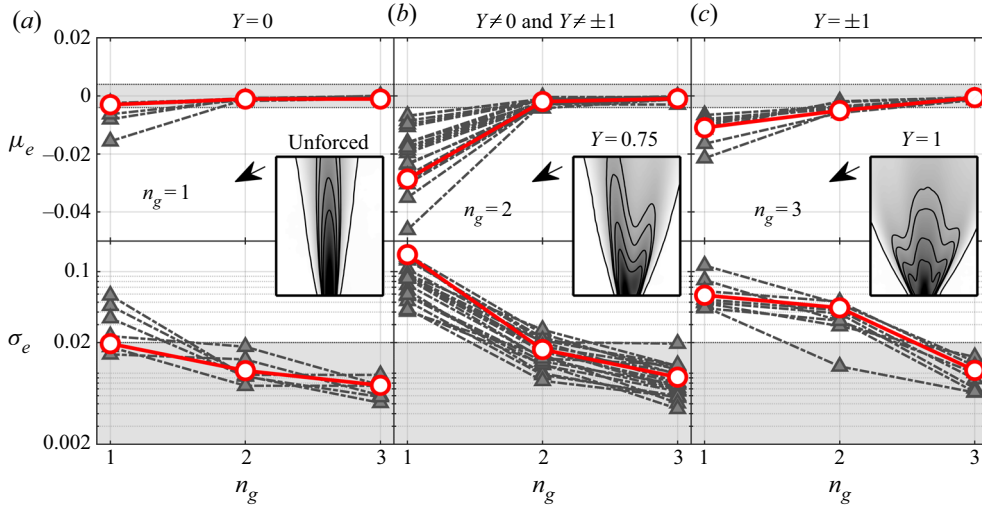 (a) Y = 0
(b) Y ≠ 0 and Y ≠ ±1
(c) Y = ±1
0.02
0
μe
−0.02
−0.04
Unforced
ng = 1
Y = 0.75
ng = 2
Y = 1
ng = 3
0.1
σe
0.02
0.002
1 2 3
1 2 3
1 2 3
ng
ng
ng